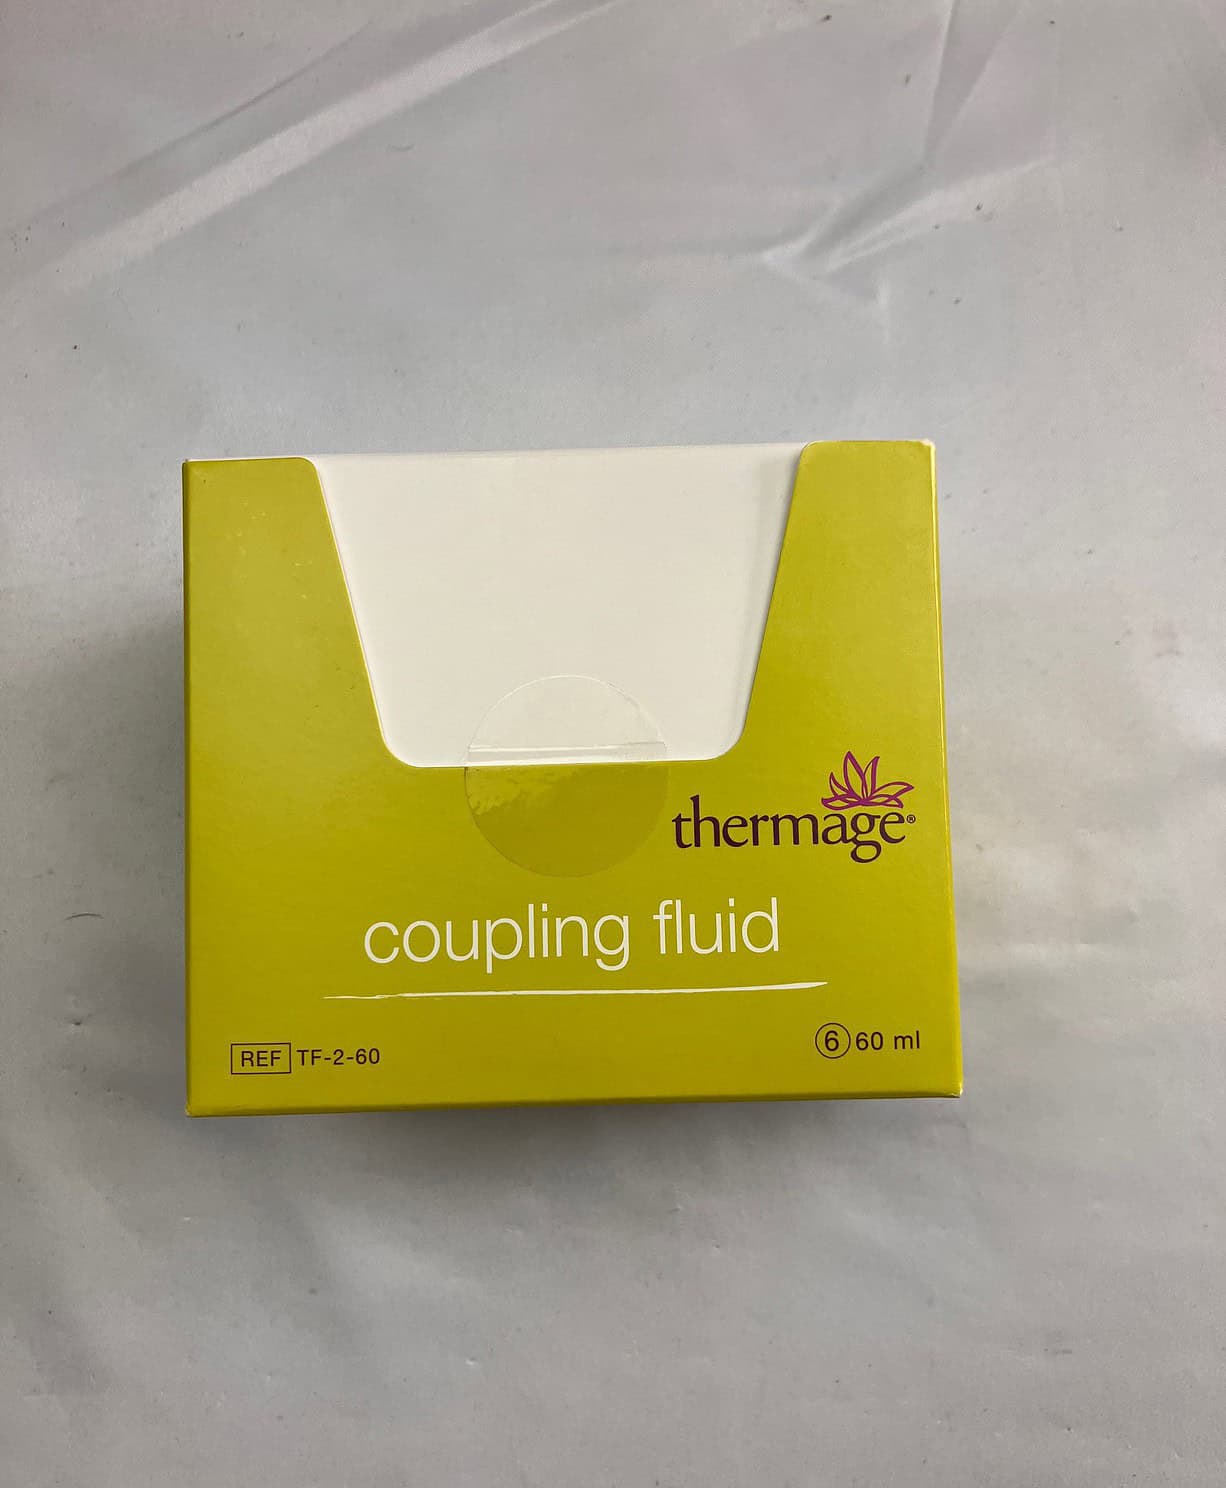 thermage®
coupling fluid
REF TF-2-60
6 60 ml